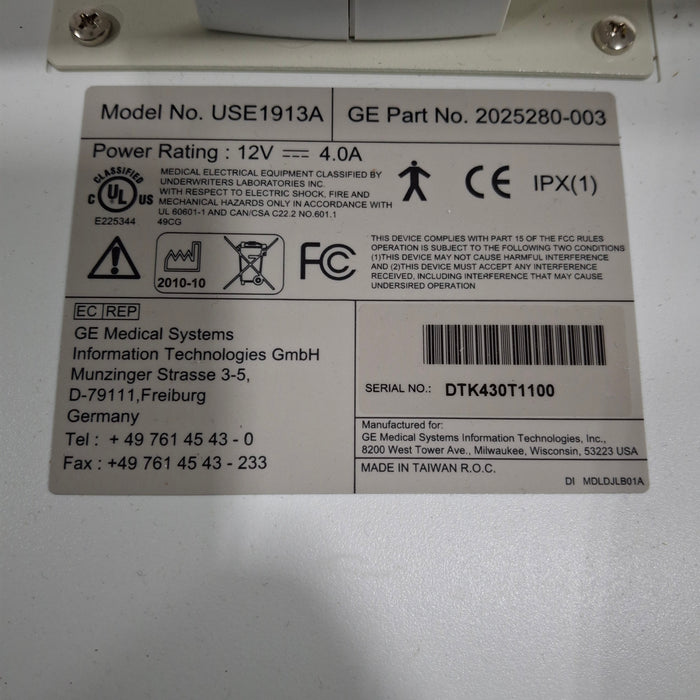 Model No. USE1913A
GE Part No. 2025280-003
Power Rating : 12V 4.0A
CLASSIFIED
C UL US
E225344
MEDICAL ELECTRICAL EQUIPMENT CLASSIFIED BY
UNDERWRITERS LABORATORIES INC.
WITH RESPECT TO ELECTRIC SHOCK, FIRE AND
MECHANICAL HAZARDS ONLY IN ACCORDANCE WITH
UL 60601-1 AND CAN/CSA C22.2 NO.601.1
49CG
CE
IPX(1)
2010-10
FC
THIS DEVICE COMPLIES WITH PART 15 OF THE FCC RULES
OPERATION IS SUBJECT TO THE FOLLOWING TWO CONDITIONS
(1)THIS DEVICE MAY NOT CAUSE HARMFUL INTERFERENCE
AND (2)THIS DEVICE MUST ACCEPT ANY INTERFERENCE
RECEIVED, INCLUDING INTERFERENCE THAT MAY CAUSE
UNDERSIRED OPERATION
EC REP
GE Medical Systems
Information Technologies GmbH
Munzinger Strasse 3-5,
D-79111,Freiburg
Germany
Tel : + 49 761 45 43 - 0
Fax : +49 761 45 43 - 233
SERIAL NO.: DTK430T1100
Manufactured for:
GE Medical Systems Information Technologies, Inc.,
8200 West Tower Ave., Milwaukee, Wisconsin, 53223 USA
MADE IN TAIWAN R.O.C.
DI MDLDJLB01A